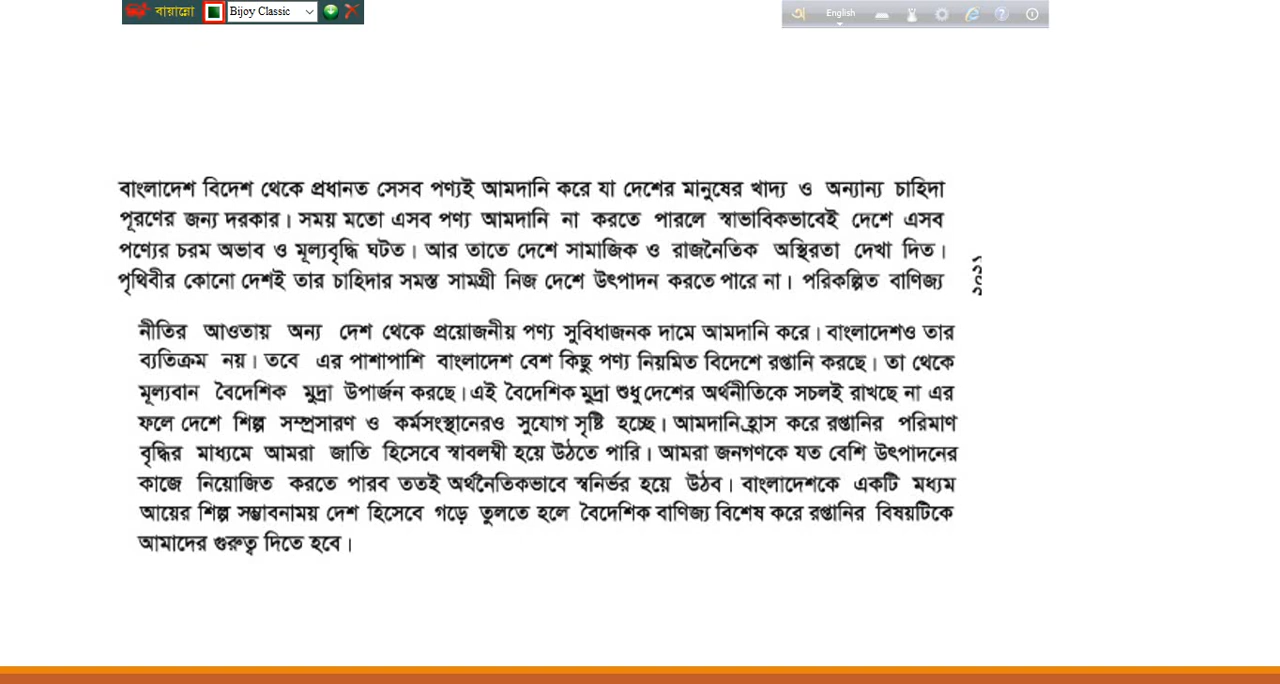 বায়ান্নো Bijoy Classic
অ English
বাংলাদেশ বিদেশ থেকে প্রধানত সেসব পণ্যই আমদানি করে যা দেশের মানুষের খাদ্য ও অন্যান্য চাহিদা
পূরণের জন্য দরকার। সময় মতো এসব পণ্য আমদানি না করতে পারলে স্বাভাবিকভাবেই দেশে এসব
পণ্যের চরম অভাব ও মূল্যবৃদ্ধি ঘটত। আর তাতে দেশে সামাজিক ও রাজনৈতিক অস্থিরতা দেখা দিত।
পৃথিবীর কোনো দেশই তার চাহিদার সমস্ত সামগ্রী নিজ দেশে উৎপাদন করতে পারে না। পরিকল্পিত বাণিজ্য
নীতির আওতায় অন্য দেশ থেকে প্রয়োজনীয় পণ্য সুবিধাজনক দামে আমদানি করে। বাংলাদেশও তার
ব্যতিক্রম নয়। তবে এর পাশাপাশি বাংলাদেশ বেশ কিছু পণ্য নিয়মিত বিদেশে রপ্তানি করছে। তা থেকে
মূল্যবান বৈদেশিক মুদ্রা উপার্জন করছে। এই বৈদেশিক মুদ্রা শুধু দেশের অর্থনীতিকে সচলই রাখছে না এর
ফলে দেশে শিল্প সম্প্রসারণ ও কর্মসংস্থানেরও সুযোগ সৃষ্টি হচ্ছে। আমদানি হ্রাস করে রপ্তানির পরিমাণ
বৃদ্ধির মাধ্যমে আমরা জাতি হিসেবে স্বাবলম্বী হয়ে উঠতে পারি। আমরা জনগণকে যত বেশি উৎপাদনের
কাজে নিয়োজিত করতে পারব ততই অর্থনৈতিকভাবে স্বনির্ভর হয়ে উঠব। বাংলাদেশকে একটি মধ্যম
আয়ের শিল্প সম্ভাবনাময় দেশ হিসেবে গড়ে তুলতে হলে বৈদেশিক বাণিজ্য বিশেষ করে রপ্তানির বিষয়টিকে
আমাদের গুরুত্ব দিতে হবে।